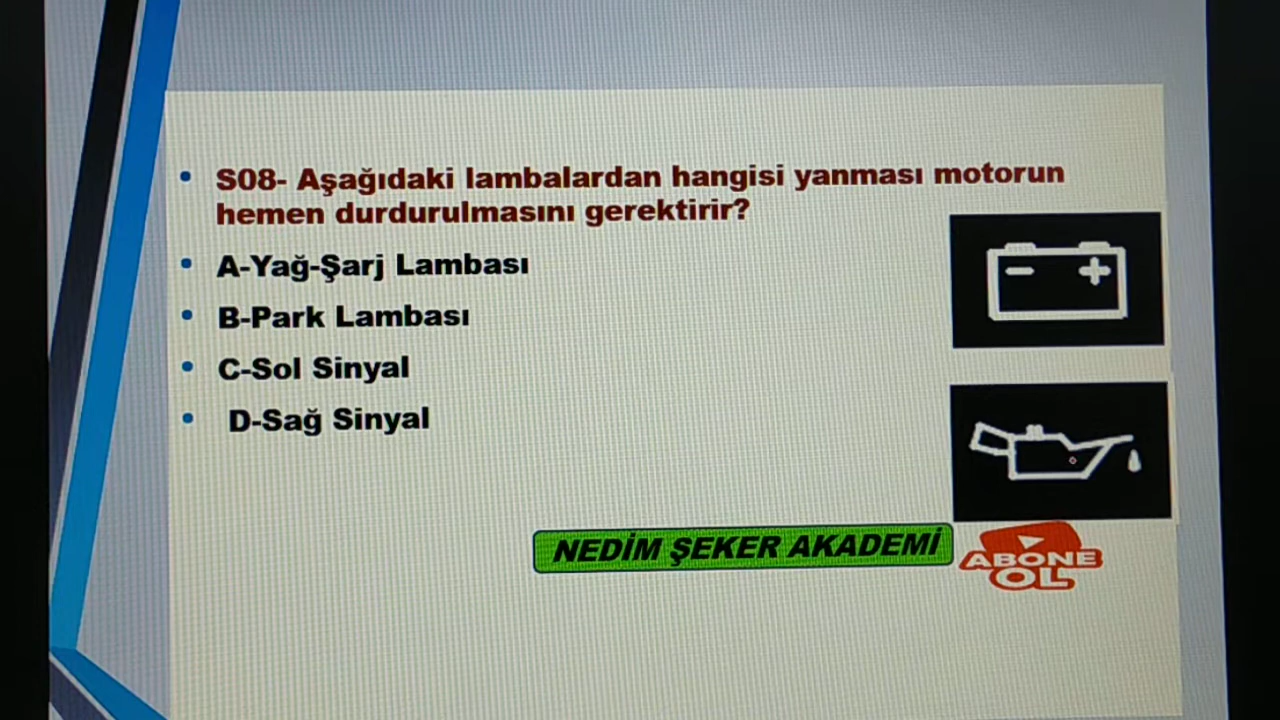 S08- Aşağıdaki lambalardan hangisi yanması motorun
hemen durdurulmasını gerektirir?
A-Yağ-Şarj Lambası
B-Park Lambası
C-Sol Sinyal
D-Sağ Sinyal
NEDİM ŞEKER AKADEMİ
ABONE
OL